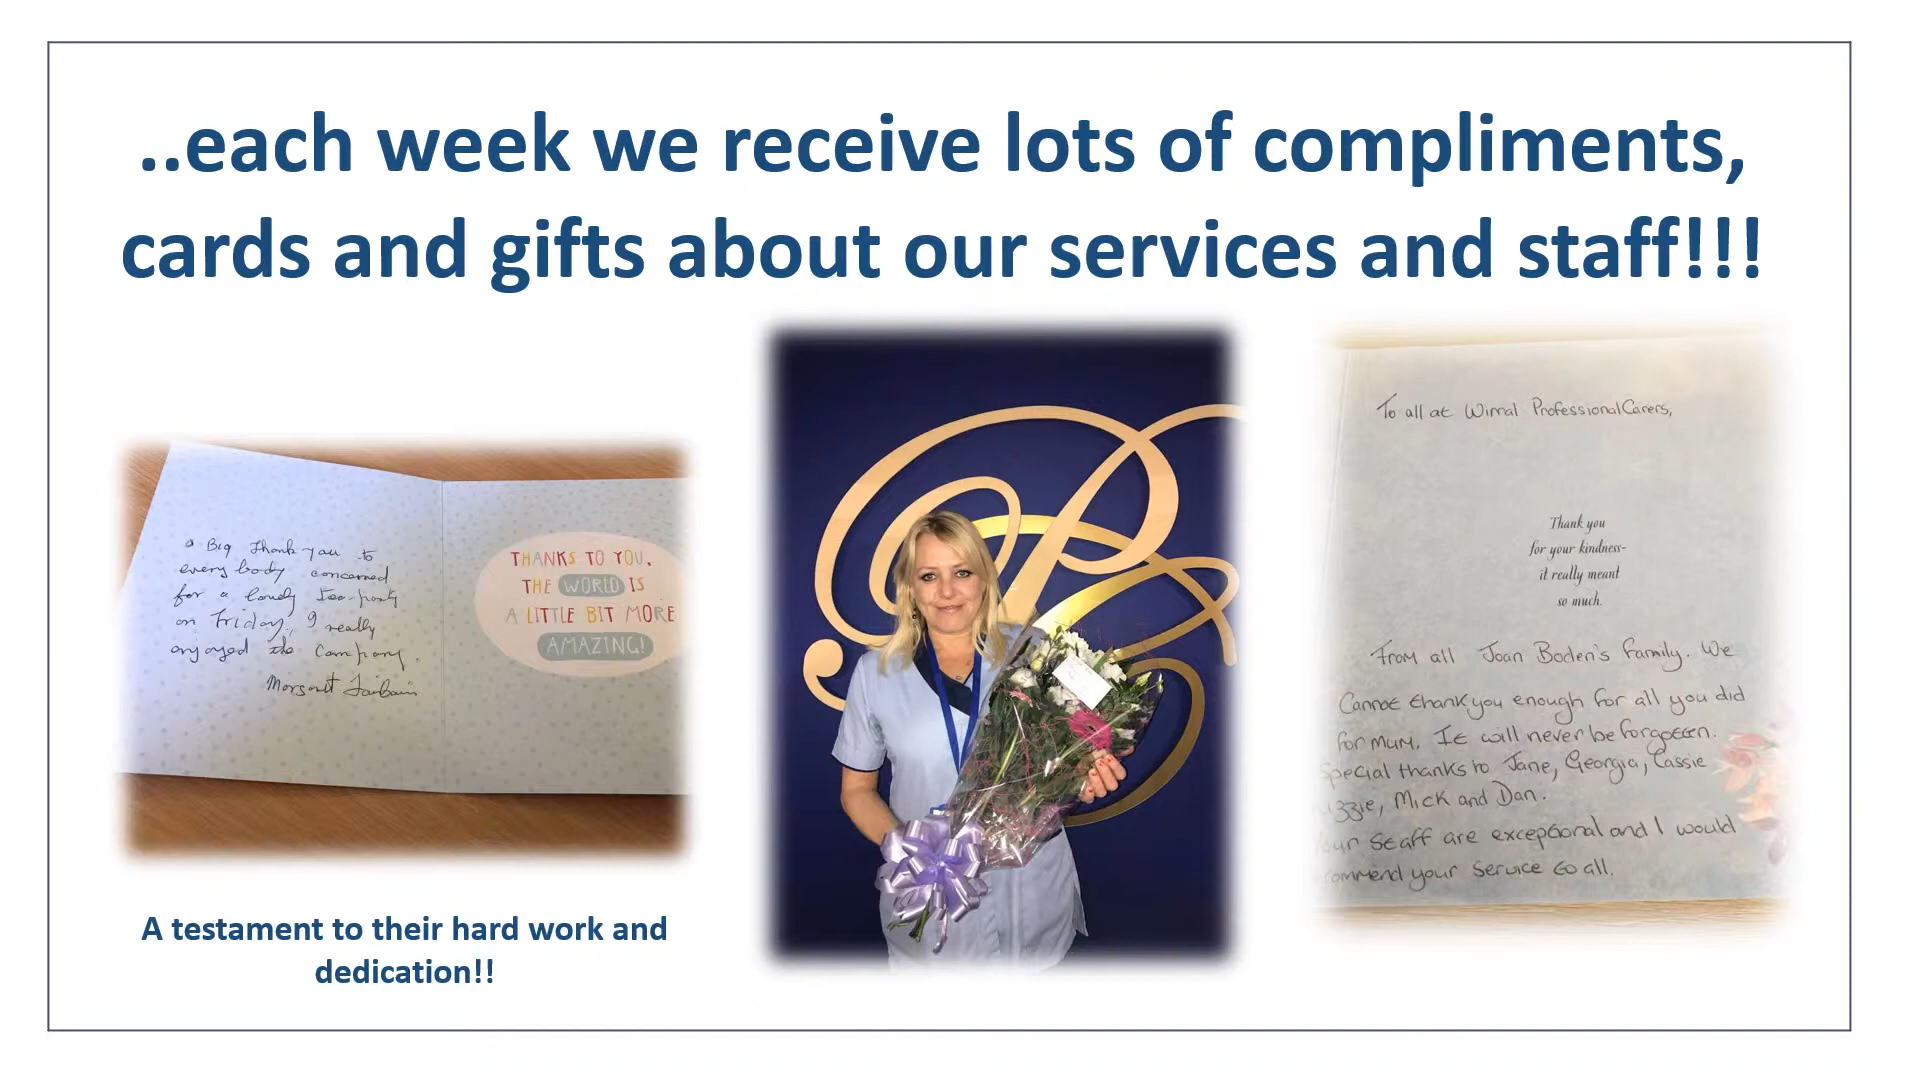 ..each week we receive lots of compliments,
cards and gifts about our services and staff!!!
a Big thank you to
every body concerned
for a lovely tea-party
on Friday, I really
enjoyed the company.
Margaret
THANKS TO YOU,
THE WORLD IS
A LITTLE BIT MORE
AMAZING!
A testament to their hard work and
dedication!!
To all at Wirral Professional Carers,
Thank you
for your kindness-
it really meant
so much.
From all Joan Boden's family. We
Cannot thank you enough for all you did
for mum. It will never be forgotten.
Special thanks to Jane, Georgia, Cassie
Mick and Dan.
Your staff are exceptional and I would
your service to all.